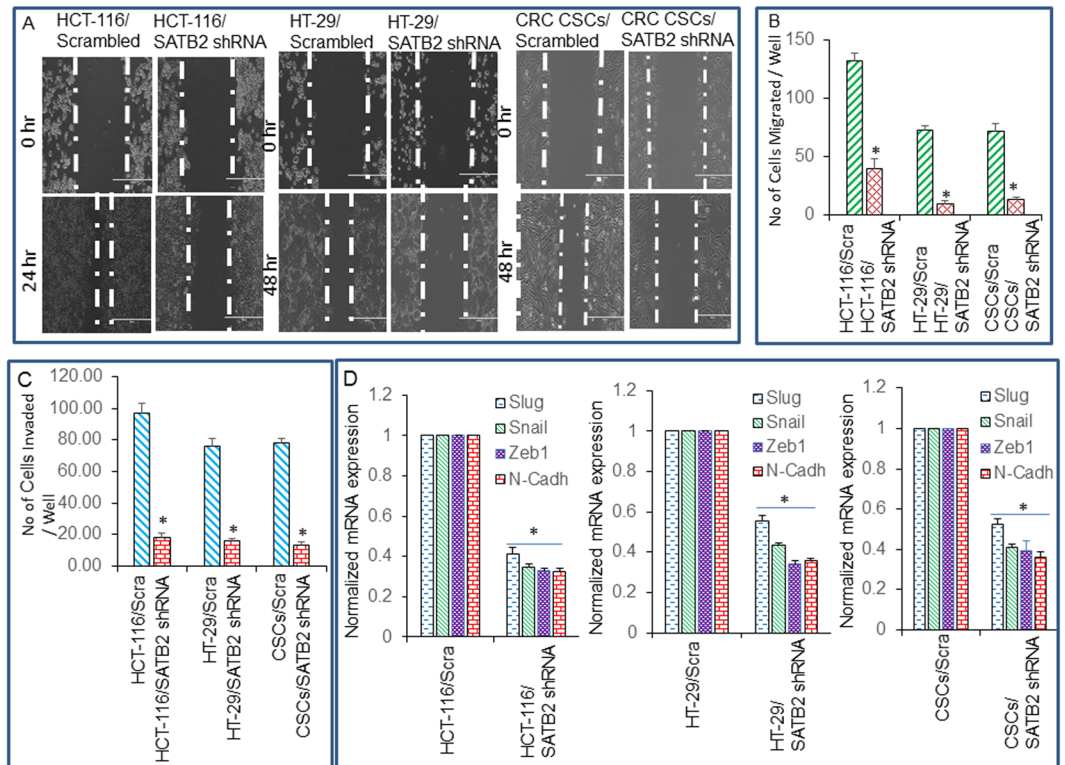 A
HCT-116/
Scrambled
HCT-116/
SATB2 shRNA
HT-29/
Scrambled
HT-29/
SATB2 shRNA
CRC CSCs/
Scrambled
CRC CSCs/
SATB2 shRNA
0 hr
0 hr
0 hr
24 hr
48 hr
48 hr
B
No of Cells Migrated / Well
150
100
50
0
*
*
*
HCT-116/Scra
HCT-116/
SATB2 shRNA
HT-29/Scra
HT-29/
SATB2 shRNA
CSCs/Scra
CSCs/
SATB2 shRNA
C
No of Cells Invaded
/ Well
120.00
100.00
80.00
60.00
40.00
20.00
0.00
*
*
*
HCT-116/Scra
HCT-116/SATB2 shRNA
HT-29/Scra
HT-29/SATB2 shRNA
CSCs/Scra
CSCs/SATB2 shRNA
D
Normalized mRNA expression
1.2
1
0.8
0.6
0.4
0.2
0
Slug
Snail
Zeb1
N-Cadh
*
HCT-116/Scra
HCT-116/
SATB2 shRNA
Normalized mRNA expression
1.2
1
0.8
0.6
0.4
0.2
0
Slug
Snail
Zeb1
N-Cadh
*
HT-29/Scra
HT-29/
SATB2 shRNA
Normalized mRNA expression
1.2
1
0.8
0.6
0.4
0.2
0
Slug
Snail
Zeb1
N-Cadh
*
CSCs/Scra
CSCs/
SATB2 shRNA